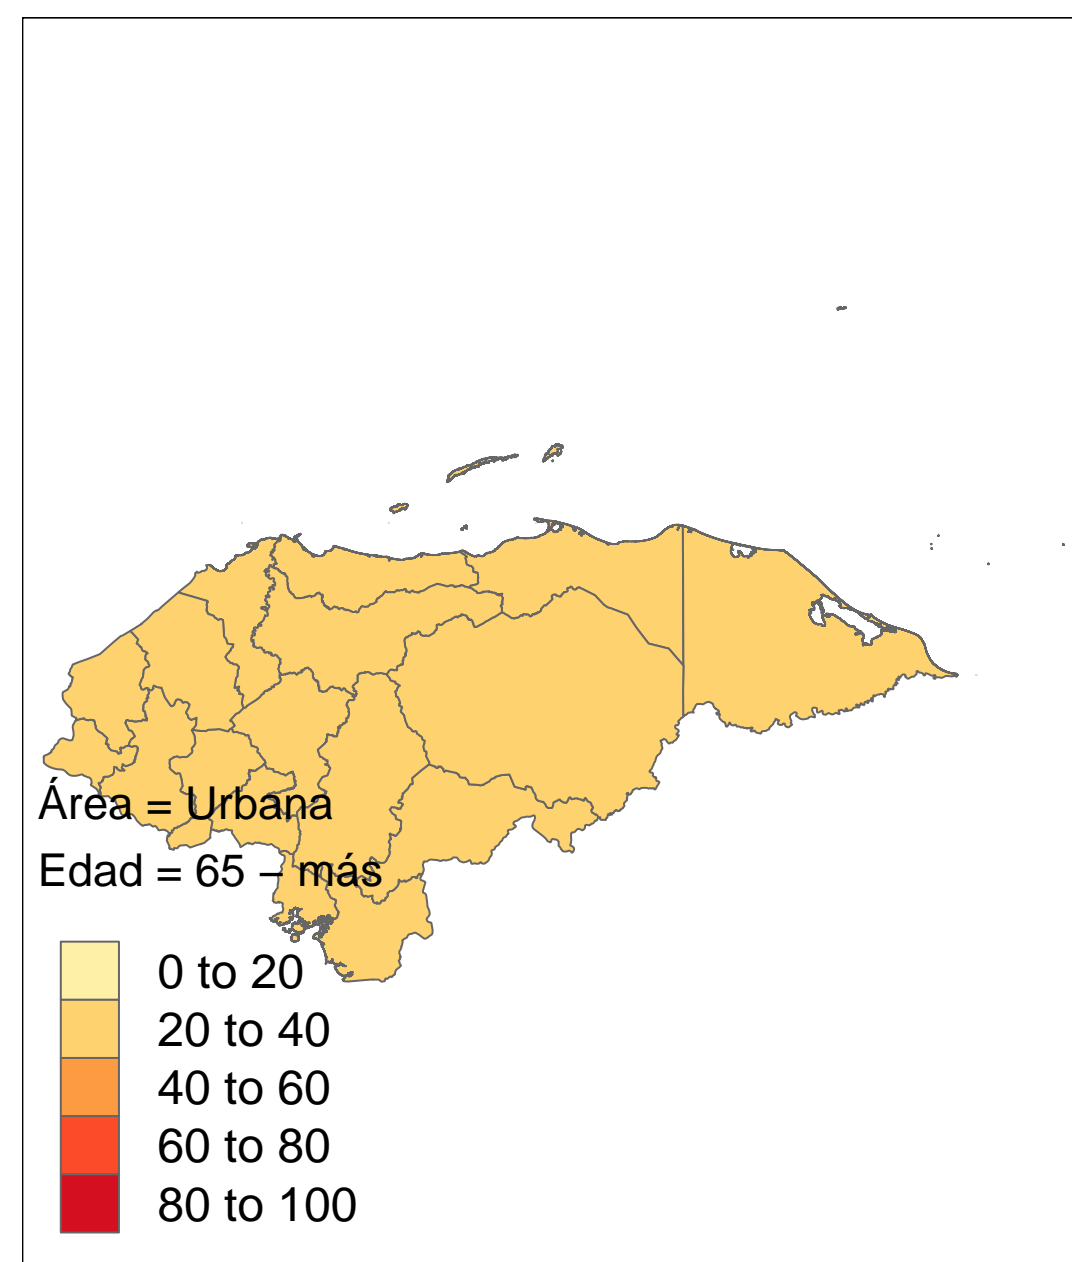 Área = Urbana
Edad = 65 – más
0 to 20
20 to 40
40 to 60
60 to 80
80 to 100